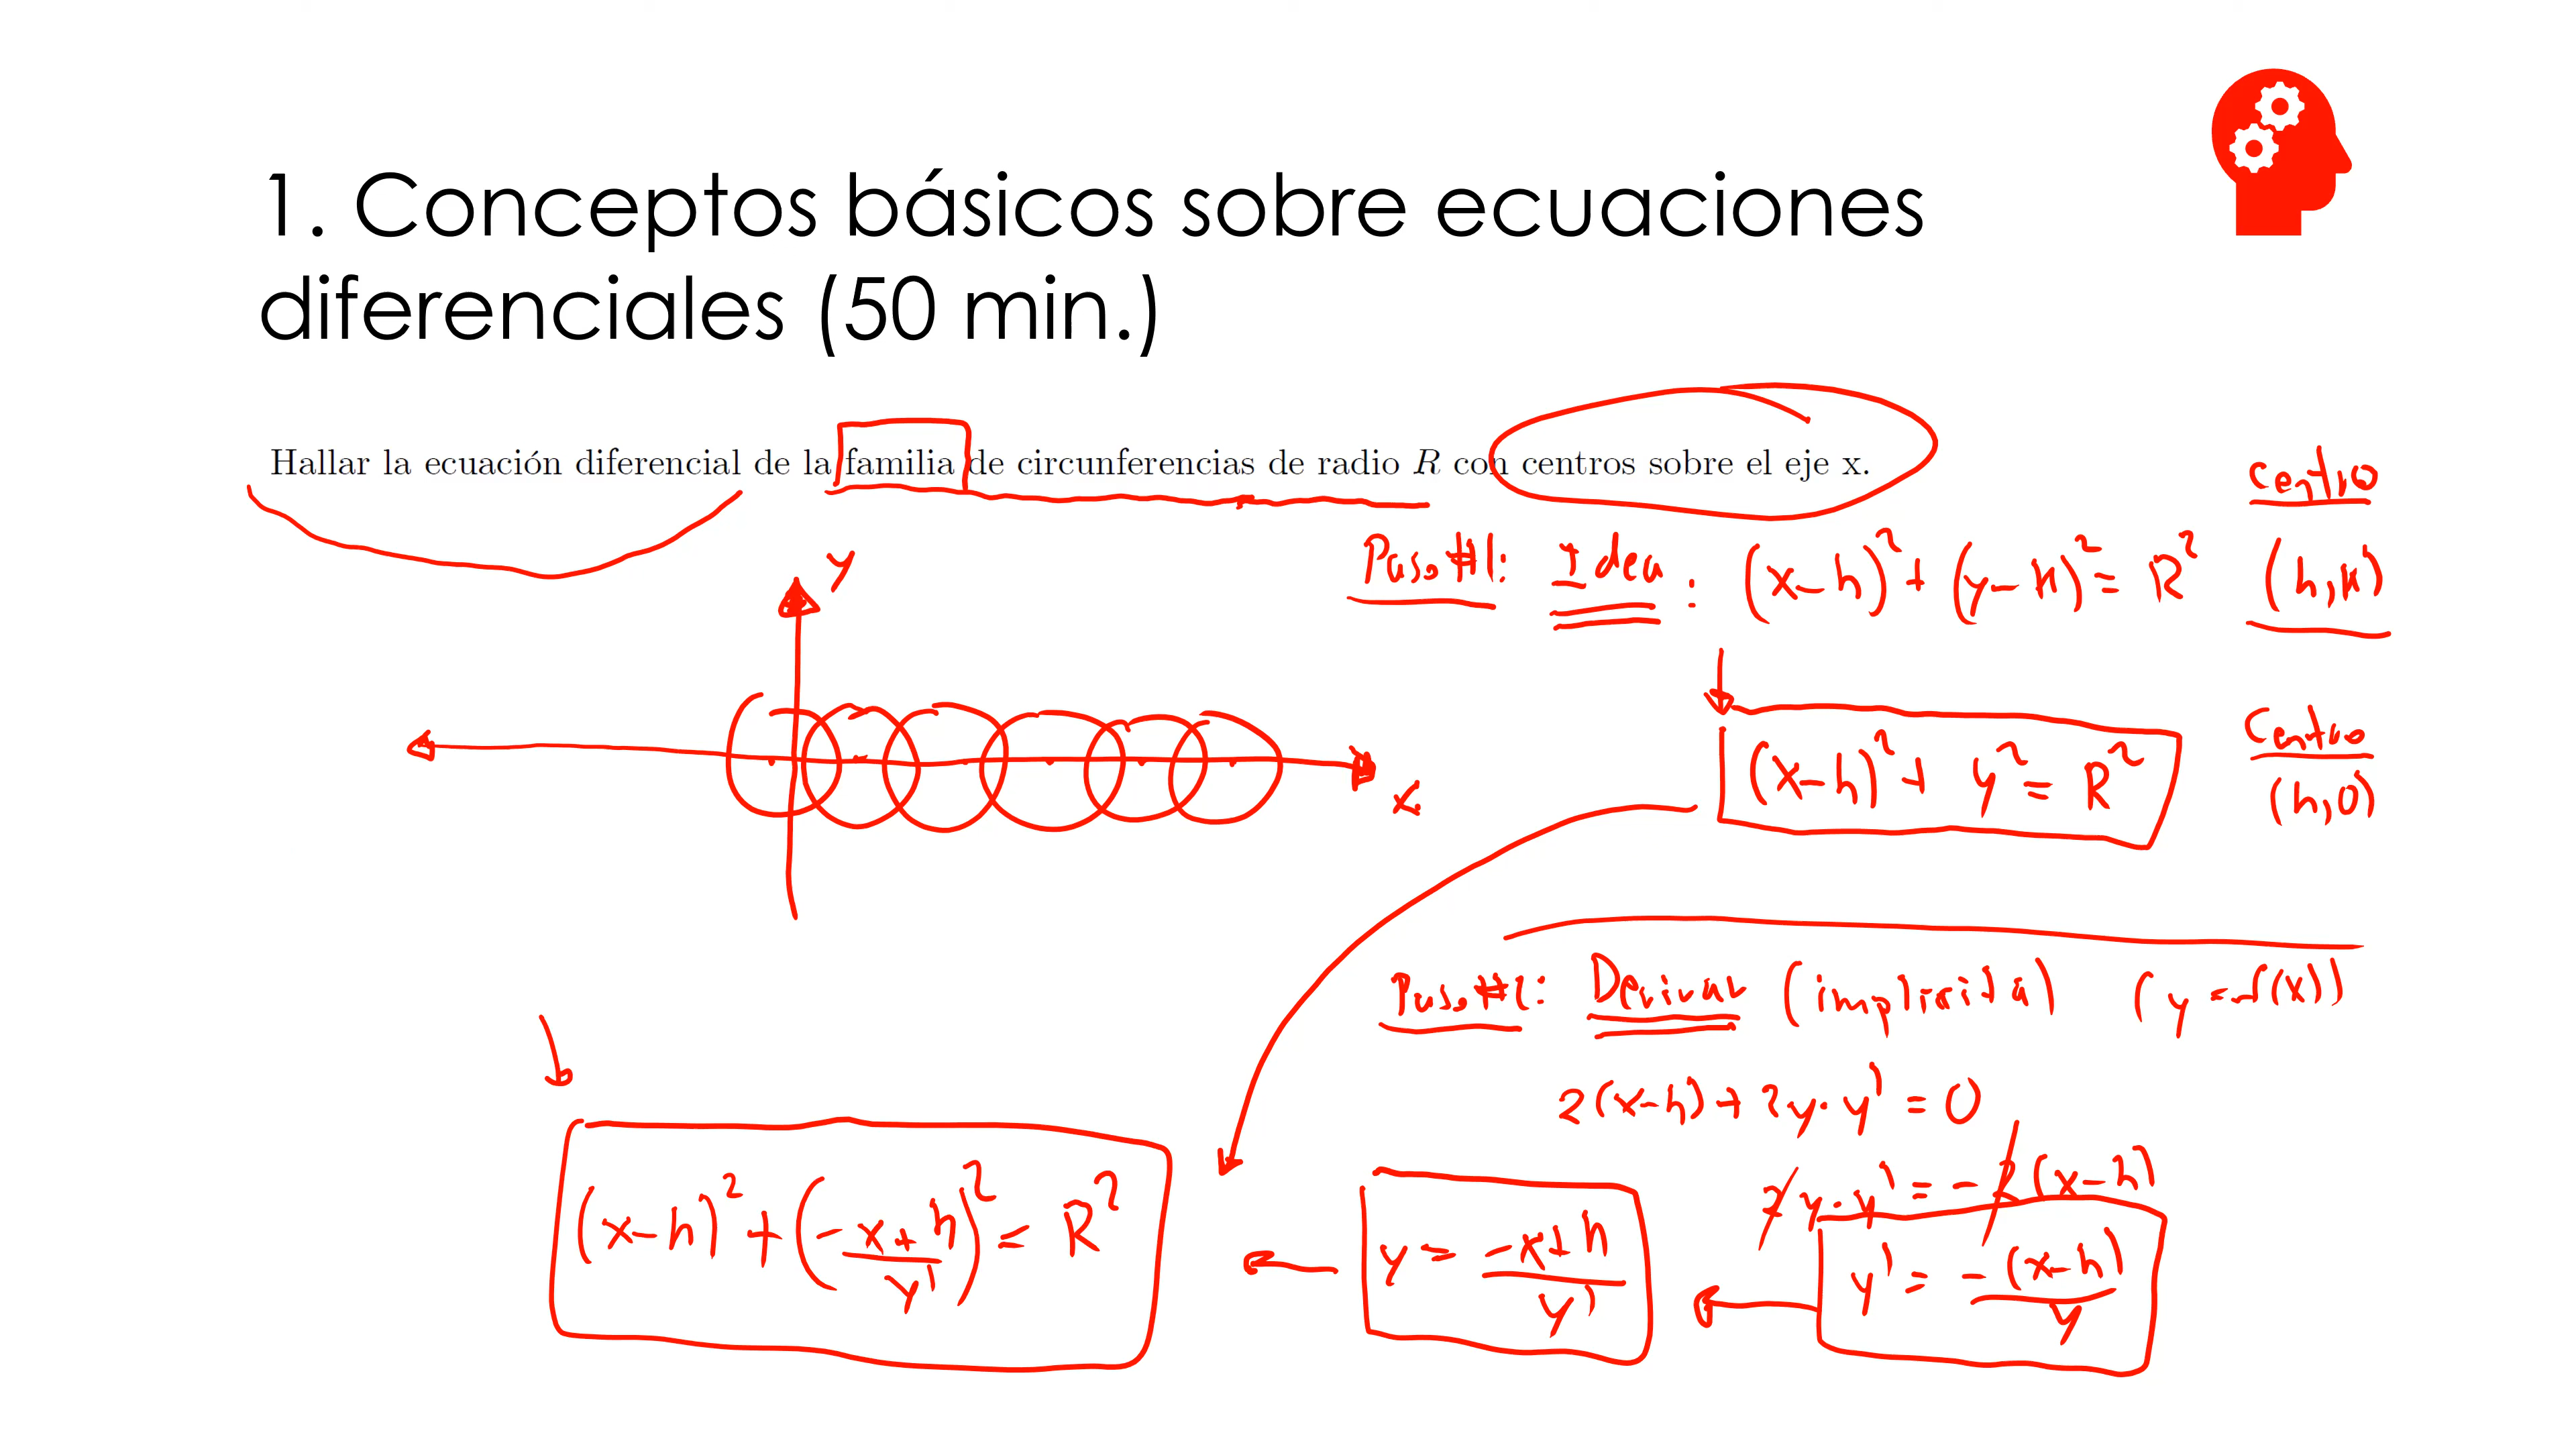 1. Conceptos básicos sobre ecuaciones
diferenciales (50 min.)
Hallar la ecuación diferencial de la familia de circunferencias de radio R con centros sobre el eje x.
Centro
Paso #1: Idea: (x-h)² + (y-k)² = R² (h,k)
y
(x-h)² + y² = R²
Centro
(h,0)
x
Paso #2: Derivar (implicita) (y = f(x))
2(x-h) + 2y·y' = 0
2y·y' = -2(x-h)
(x-h)² + (-x+h/y')² = R²
y = -x+h/y'
y' = -(x-h)/y